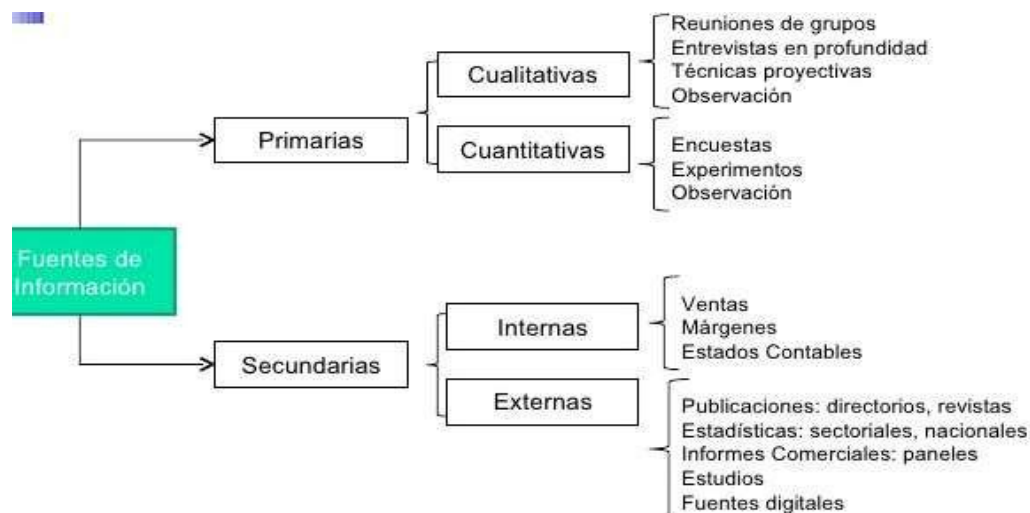 Fuentes de
Información
Primarias
Cualitativas
Reuniones de grupos
Entrevistas en profundidad
Técnicas proyectivas
Observación
Cuantitativas
Encuestas
Experimentos
Observación
Secundarias
Internas
Ventas
Márgenes
Estados Contables
Externas
Publicaciones: directorios, revistas
Estadísticas: sectoriales, nacionales
Informes Comerciales: paneles
Estudios
Fuentes digitales